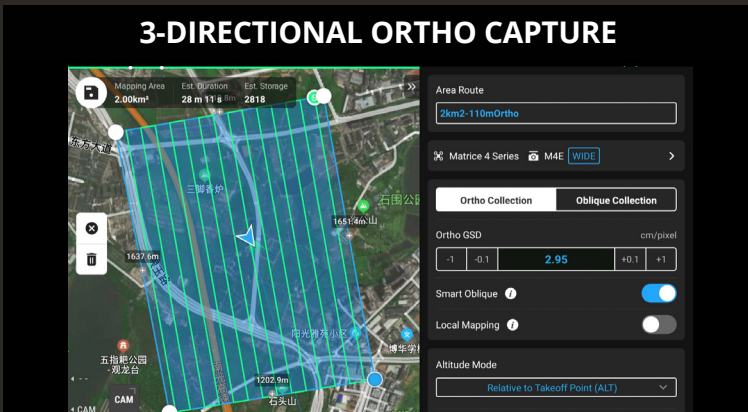 3-DIRECTIONAL ORTHO CAPTURE
Mapping Area Est. Duration Est. Storage
2.00km² 28 m 11 s 2818
Area Route
2km2-110mOrtho
Matrice 4 Series M4E WIDE
Ortho Collection Oblique Collection
Ortho GSD cm/pixel
-1 -0.1 2.95 +0.1 +1
Smart Oblique
Local Mapping
Altitude Mode
Relative to Takeoff Point (ALT)
东方大道
三脚香炉
石围公
1651.4m
1637.6m
阳光雅苑小区
博华学
五指耙公园
-观龙台
1202.9m
石头山
CAM
CAM